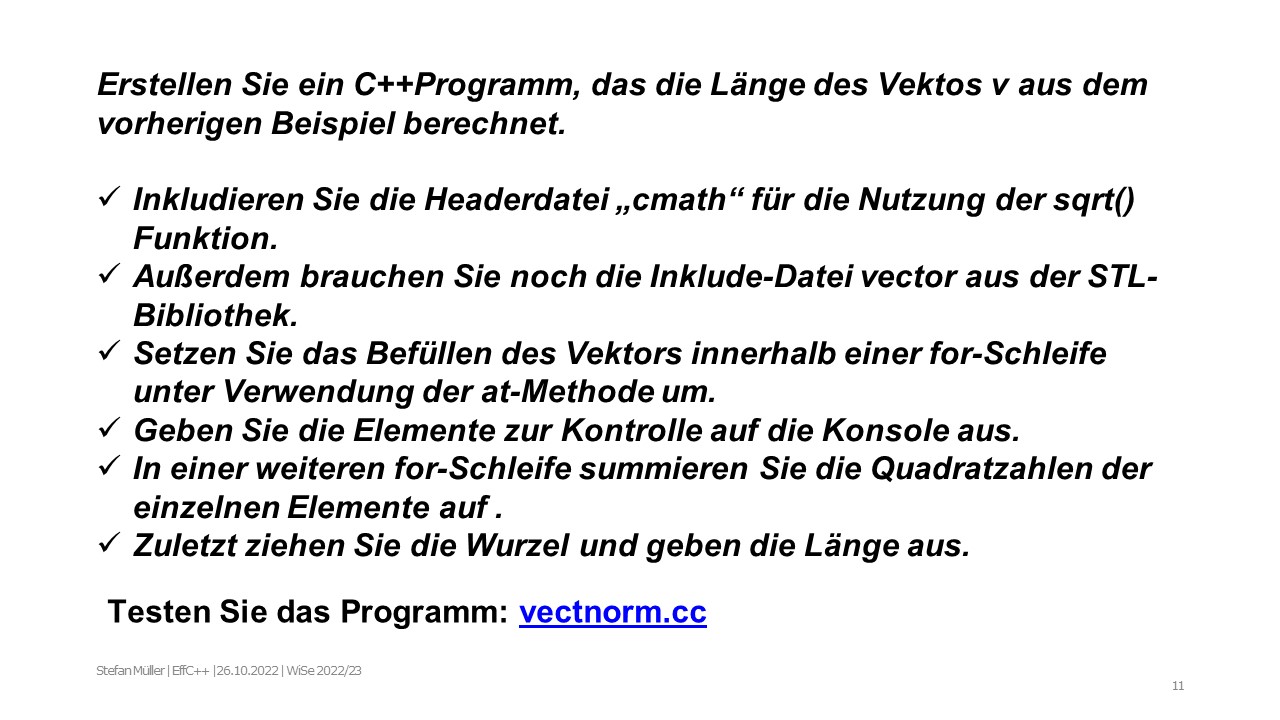 Erstellen Sie ein C++Programm, das die Länge des Vektos v aus dem
vorherigen Beispiel berechnet.
✓ Inkludieren Sie die Headerdatei „cmath“ für die Nutzung der sqrt()
Funktion.
✓ Außerdem brauchen Sie noch die Inklude-Datei vector aus der STL-
Bibliothek.
✓ Setzen Sie das Befüllen des Vektors innerhalb einer for-Schleife
unter Verwendung der at-Methode um.
✓ Geben Sie die Elemente zur Kontrolle auf die Konsole aus.
✓ In einer weiteren for-Schleife summieren Sie die Quadratzahlen der
einzelnen Elemente auf .
✓ Zuletzt ziehen Sie die Wurzel und geben die Länge aus.
Testen Sie das Programm: vectnorm.cc
Stefan Müller | EffC++ |26.10.2022 | WiSe 2022/23
11